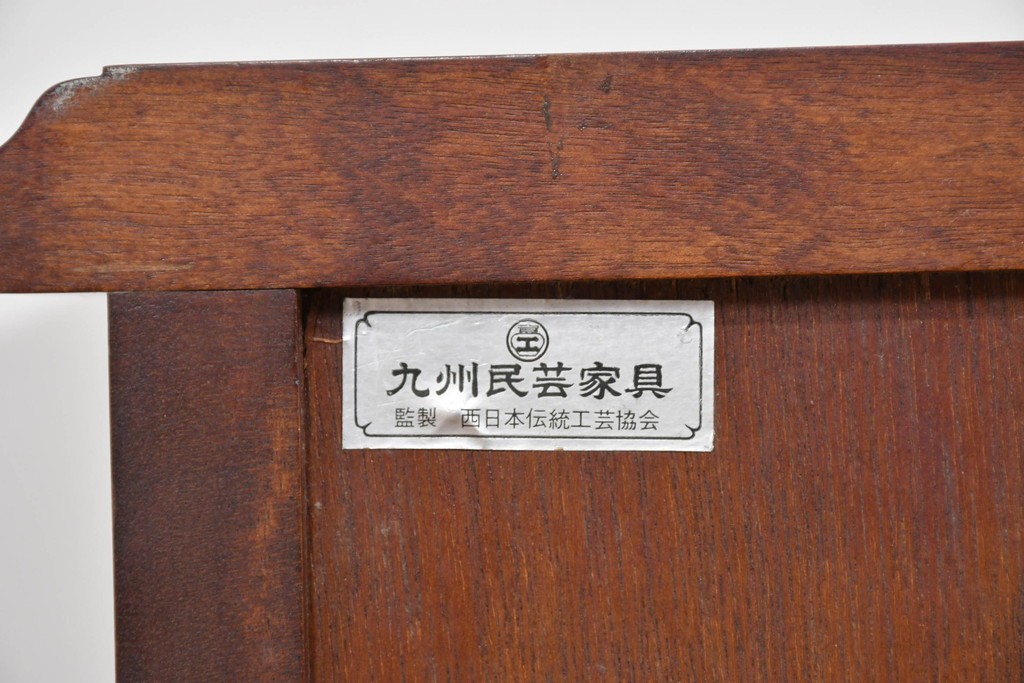 九州民芸家具
監製 西日本伝統工芸協会